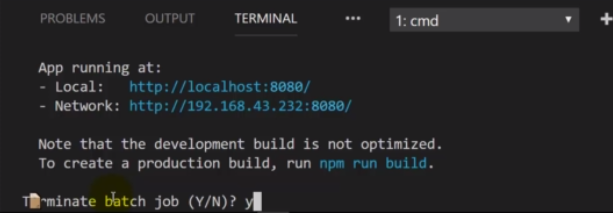 PROBLEMS OUTPUT TERMINAL ••• 1: cmd
App running at:
- Local: http://localhost:8080/
- Network: http://192.168.43.232:8080/
Note that the development build is not optimized.
To create a production build, run npm run build.
Terminate batch job (Y/N)? y